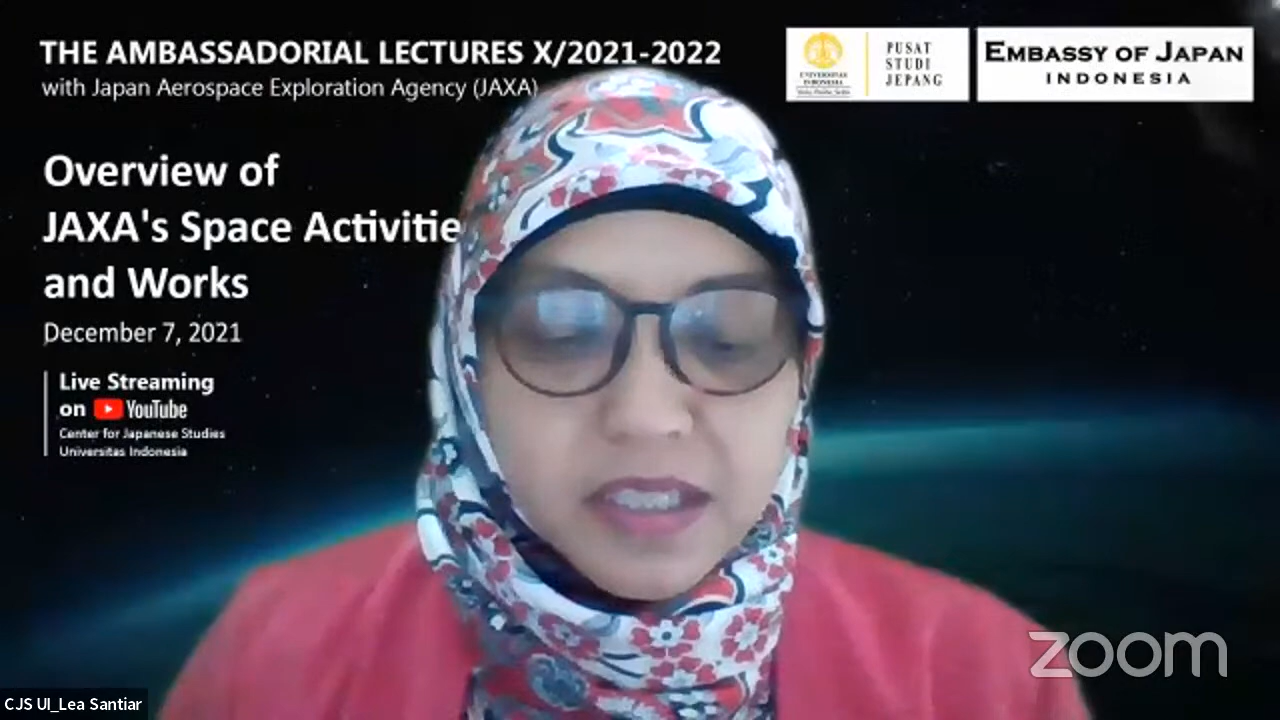 THE AMBASSADORIAL LECTURES X/2021-2022
with Japan Aerospace Exploration Agency (JAXA)
UNIVERSITAS
INDONESIA
PUSAT
STUDI
JEPANG
EMBASSY OF JAPAN
INDONESIA
Overview of
JAXA's Space Activitie
and Works
December 7, 2021
Live Streaming
on YouTube
Center for Japanese Studies
Universitas Indonesia
zoom
CJS UI_Lea Santiar